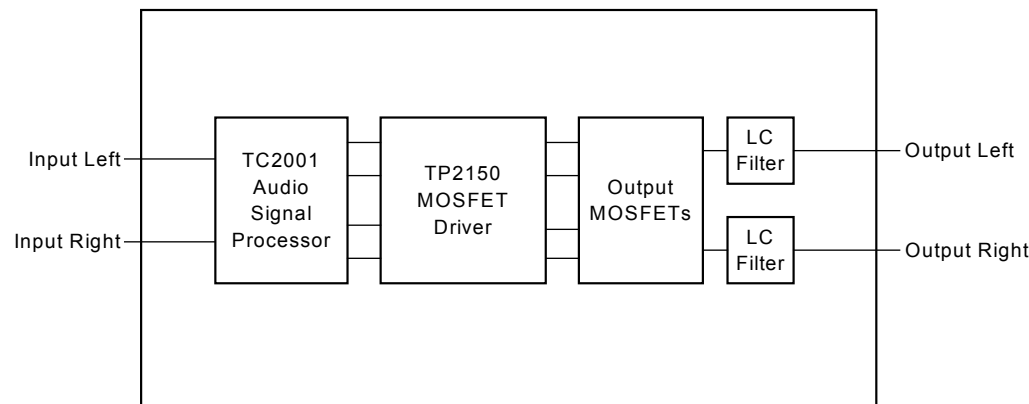 Input Left
Input Right
TC2001
Audio
Signal
Processor
TP2150
MOSFET
Driver
Output
MOSFETs
LC
Filter
LC
Filter
Output Left
Output Right